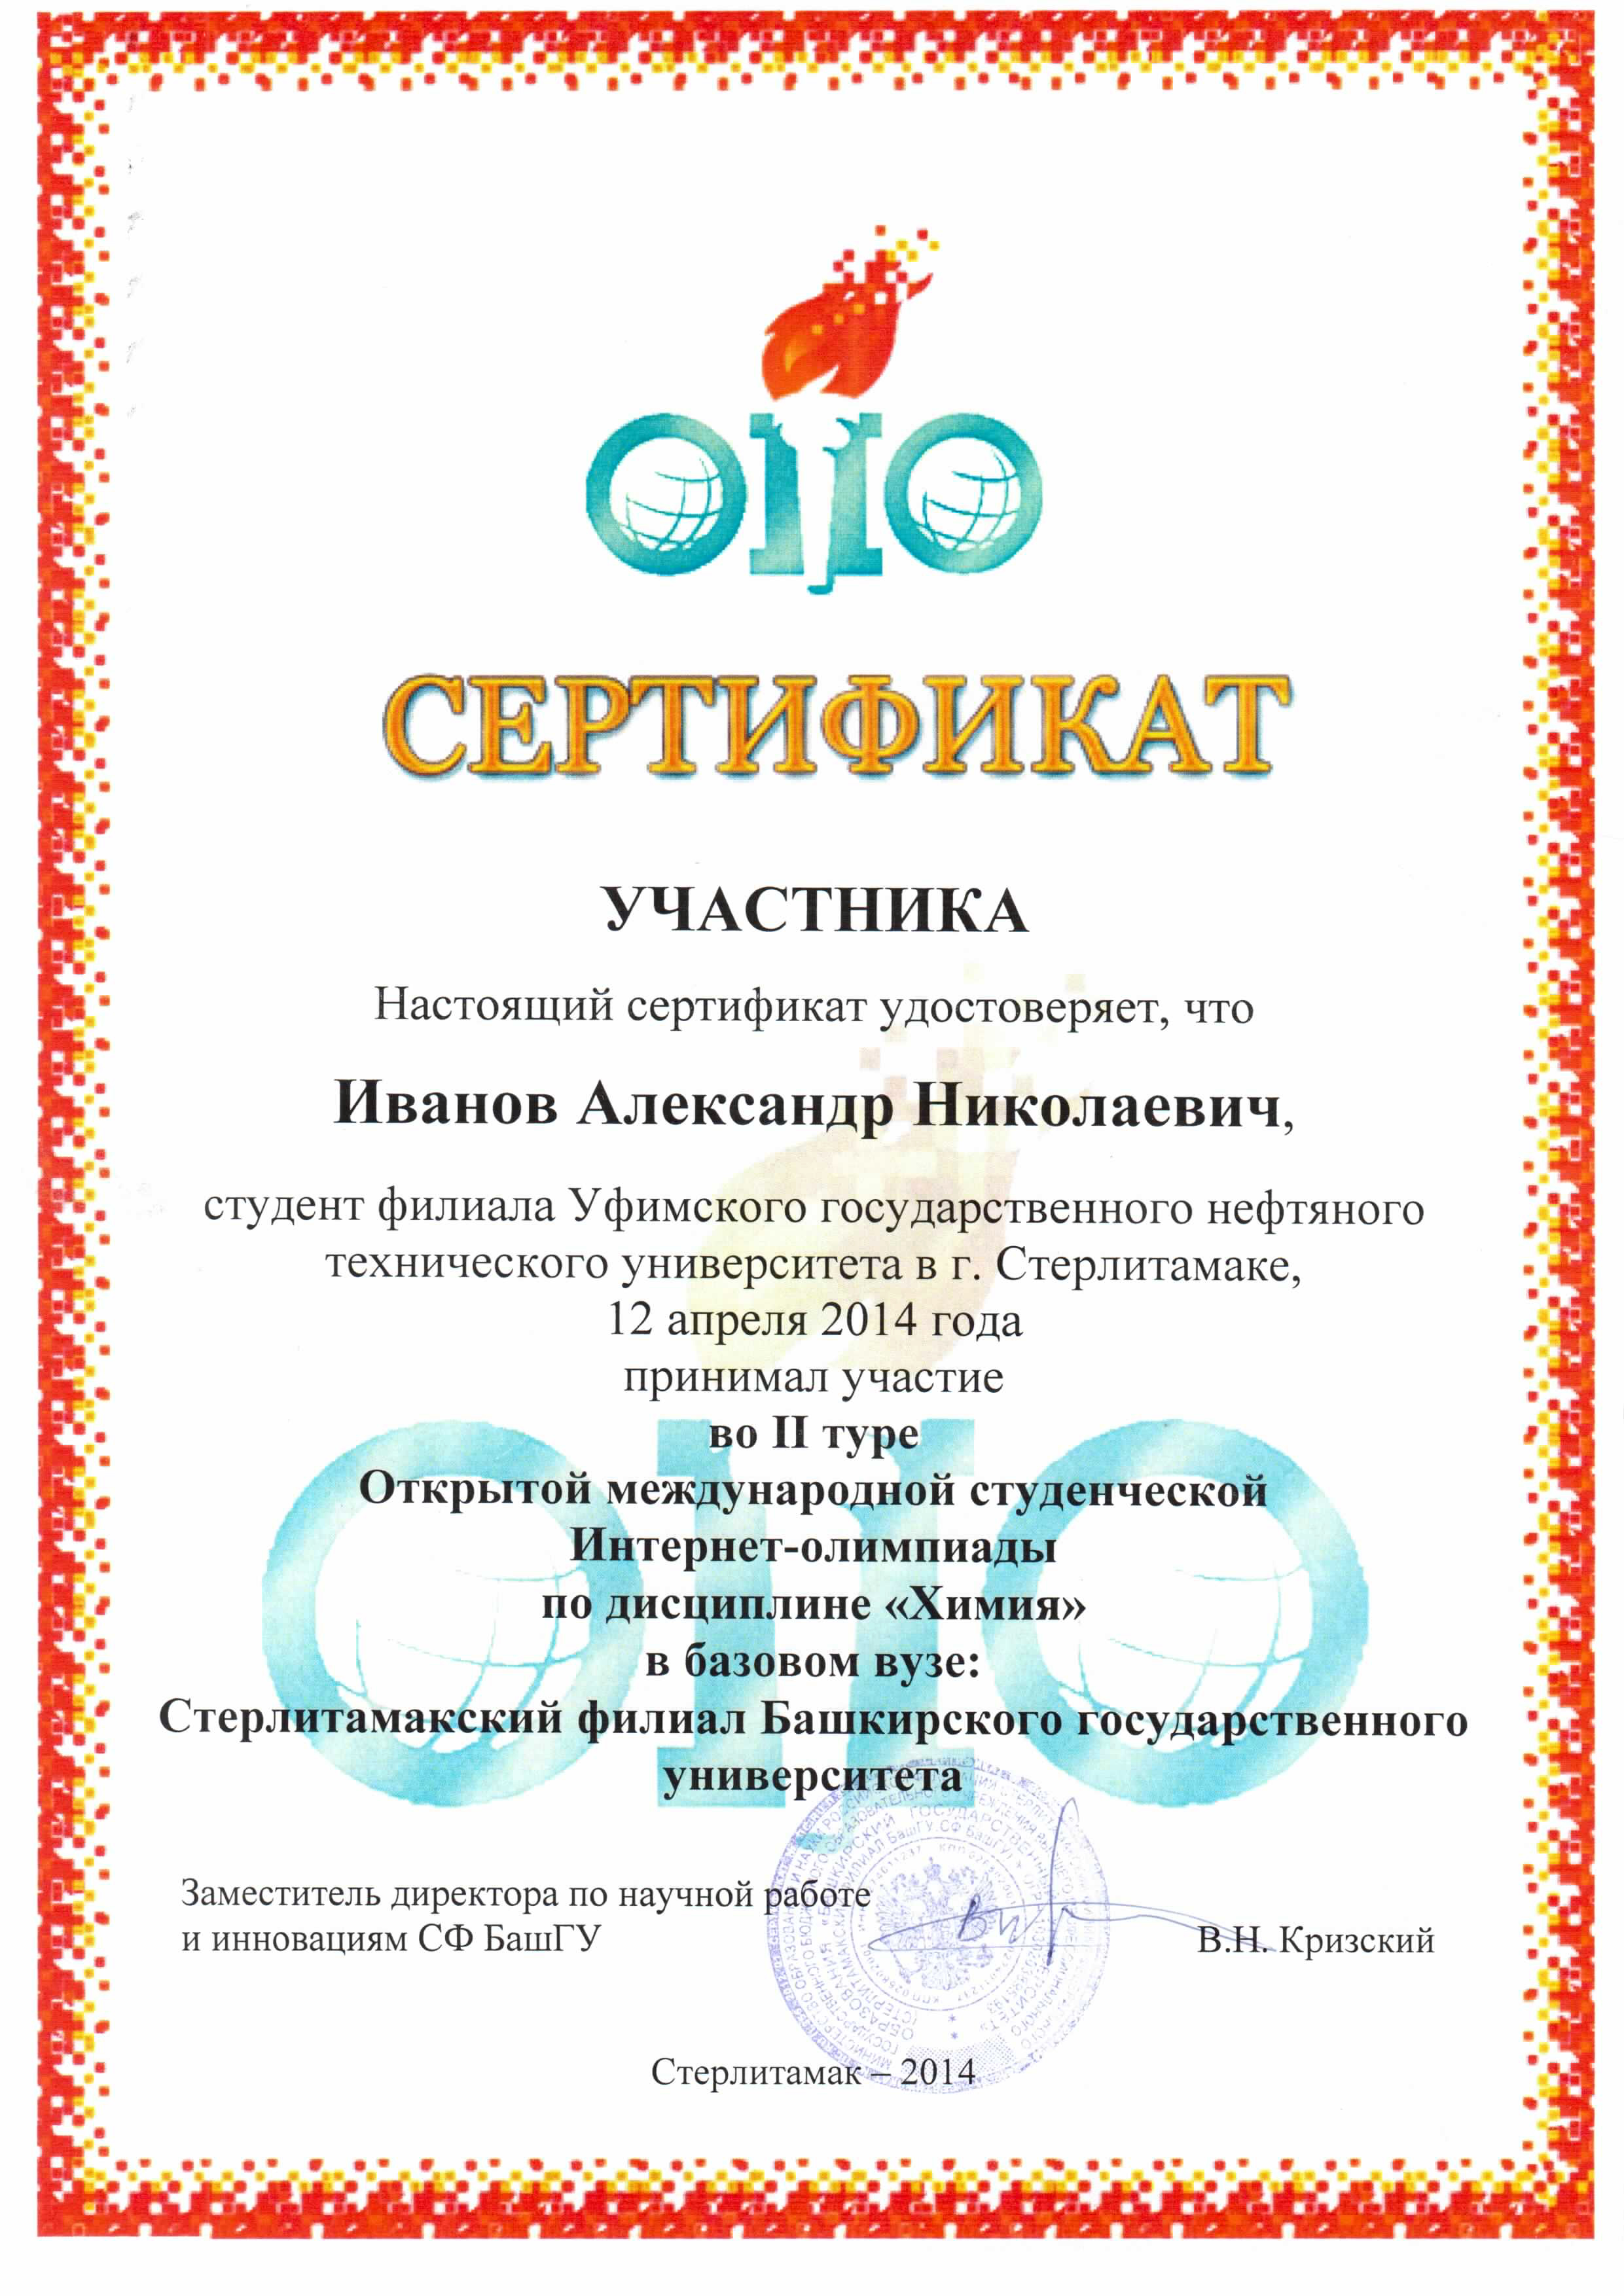 СЕРТИФИКАТ
УЧАСТНИКА
Настоящий сертификат удостоверяет, что
Иванов Александр Николаевич,
студент филиала Уфимского государственного нефтяного
технического университета в г. Стерлитамаке,
12 апреля 2014 года
принимал участие
во II туре
Открытой международной студенческой
Интернет-олимпиады
по дисциплине «Химия»
в базовом вузе:
Стерлитамакский филиал Башкирского государственного
университета
Заместитель директора по научной работе
и инновациям СФ БашГУ
В.Н. Кризский
Стерлитамак – 2014